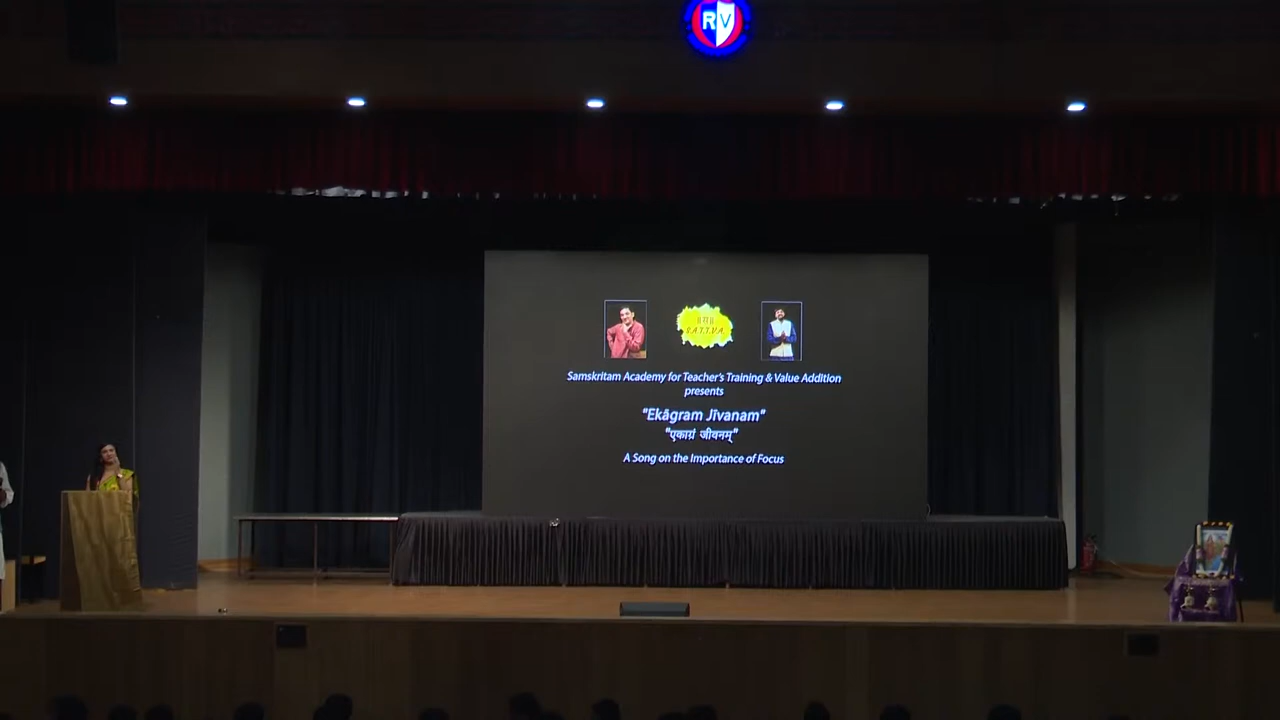 RV
॥स॥
S.A.T.T.V.A.
Samskritam Academy for Teacher's Training & Value Addition
presents
"Ekāgram Jīvanam"
"एकाग्रं जीवनम्"
A Song on the Importance of Focus